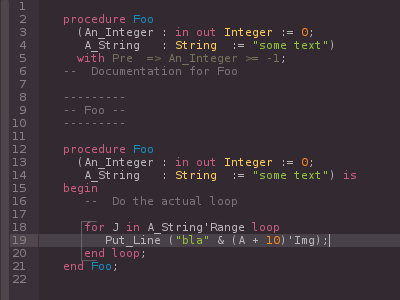 1
2 procedure Foo
3 (An_Integer : in out Integer := 0;
4 A_String : String := "some text")
5 with Pre => An_Integer >= -1;
6 -- Documentation for Foo
7
8 ---------
9 -- Foo --
10 ---------
11
12 procedure Foo
13 (An_Integer : in out Integer := 0;
14 A_String : String := "some text") is
15 begin
16 -- Do the actual loop
17
18 for J in A_String'Range loop
19 Put_Line ("bla" & (A + 10)'Img);
20 end loop;
21 end Foo;
22